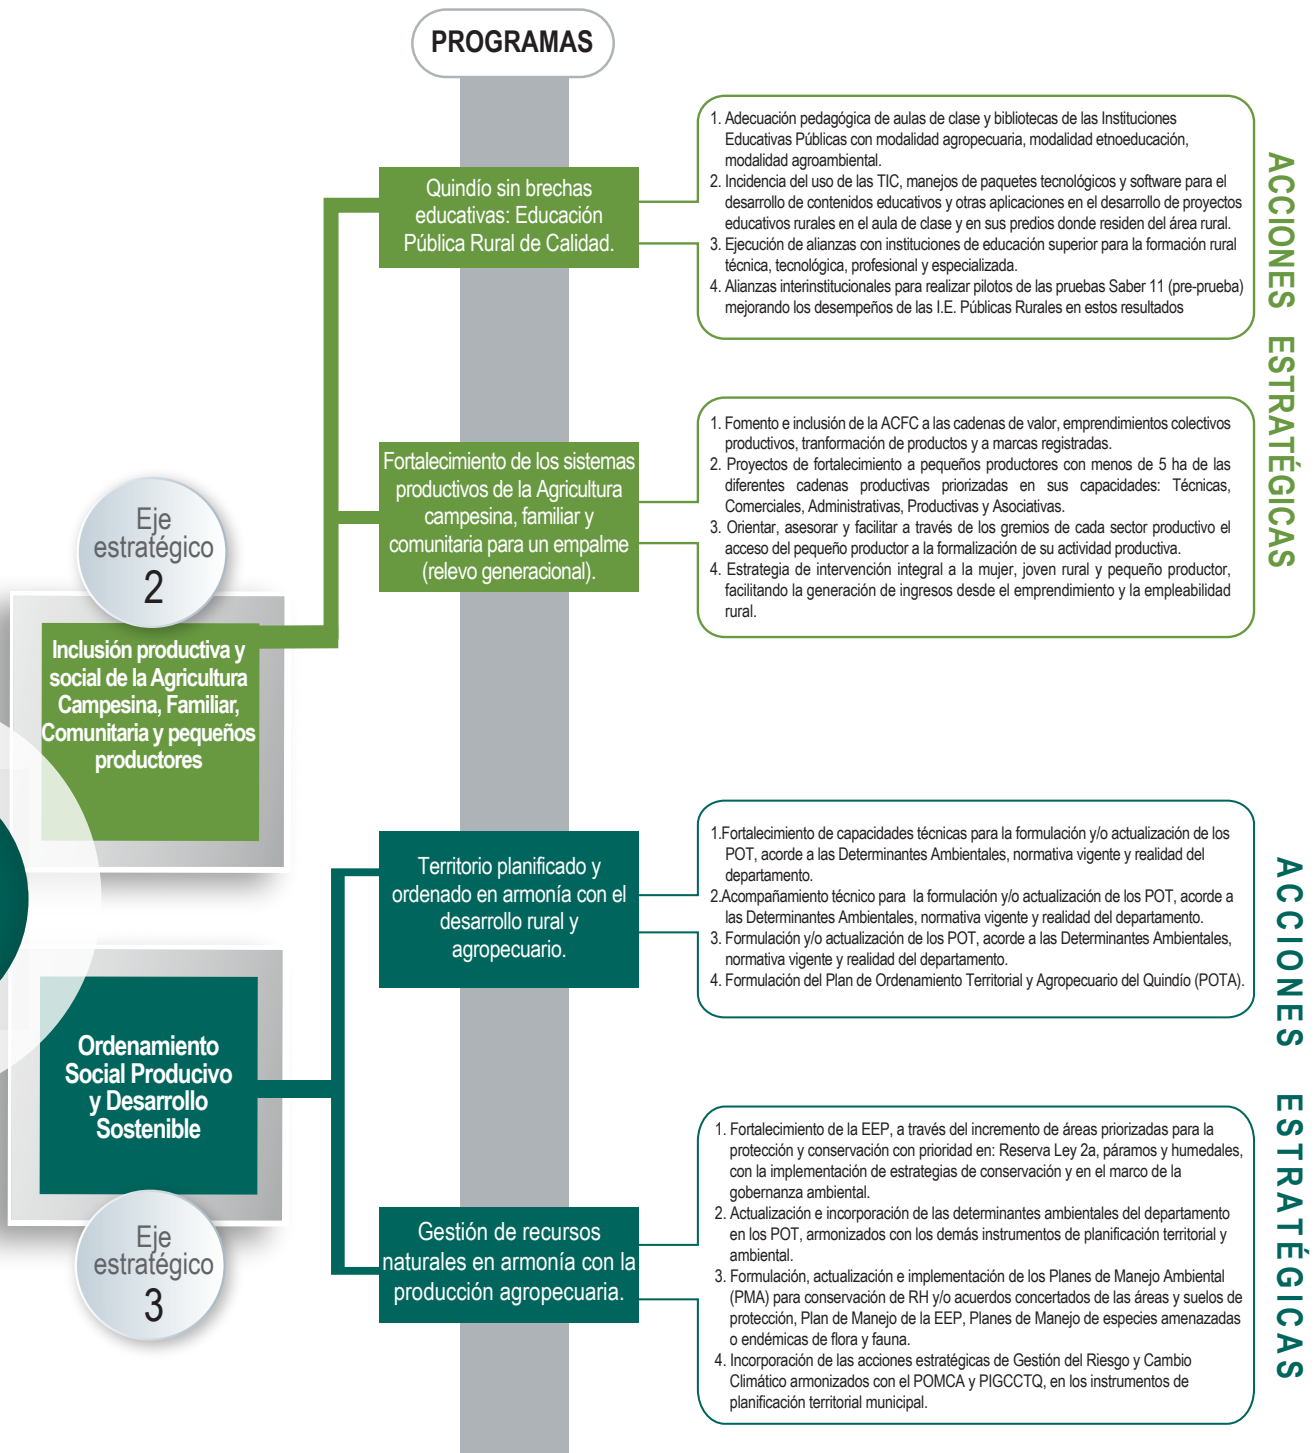 PROGRAMAS
Eje
estratégico
2
Inclusión productiva y
social de la Agricultura
Campesina, Familiar,
Comunitaria y pequeños
productores
Quindío sin brechas
educativas: Educación
Pública Rural de Calidad.
1. Adecuación pedagógica de aulas de clase y bibliotecas de las Instituciones
Educativas Públicas con modalidad agropecuaria, modalidad etnoeducación,
modalidad agroambiental.
2. Incidencia del uso de las TIC, manejos de paquetes tecnológicos y software para el
desarrollo de contenidos educativos y otras aplicaciones en el desarrollo de proyectos
educativos rurales en el aula de clase y en sus predios donde residen del área rural.
3. Ejecución de alianzas con instituciones de educación superior para la formación rural
técnica, tecnológica, profesional y especializada.
4. Alianzas interinstitucionales para realizar pilotos de las pruebas Saber 11 (pre-prueba)
mejorando los desempeños de las I.E. Públicas Rurales en estos resultados
Fortalecimiento de los sistemas
productivos de la Agricultura
campesina, familiar y
comunitaria para un empalme
(relevo generacional).
1. Fomento e inclusión de la ACFC a las cadenas de valor, emprendimientos colectivos
productivos, tranformación de productos y a marcas registradas.
2. Proyectos de fortalecimiento a pequeños productores con menos de 5 ha de las
diferentes cadenas productivas priorizadas en sus capacidades: Técnicas,
Comerciales, Administrativas, Productivas y Asociativas.
3. Orientar, asesorar y facilitar a través de los gremios de cada sector productivo el
acceso del pequeño productor a la formalización de su actividad productiva.
4. Estrategia de intervención integral a la mujer, joven rural y pequeño productor,
facilitando la generación de ingresos desde el emprendimiento y la empleabilidad
rural.
ACCIONES ESTRATÉGICAS
Ordenamiento
Social Producivo
y Desarrollo
Sostenible
Eje
estratégico
3
Territorio planificado y
ordenado en armonía con el
desarrollo rural y
agropecuario.
1.Fortalecimiento de capacidades técnicas para la formulación y/o actualización de los
POT, acorde a las Determinantes Ambientales, normativa vigente y realidad del
departamento.
2.Acompañamiento técnico para la formulación y/o actualización de los POT, acorde a
las Determinantes Ambientales, normativa vigente y realidad del departamento.
3. Formulación y/o actualización de los POT, acorde a las Determinantes Ambientales,
normativa vigente y realidad del departamento.
4. Formulación del Plan de Ordenamiento Territorial y Agropecuario del Quindío (POTA).
Gestión de recursos
naturales en armonía con la
producción agropecuaria.
1. Fortalecimiento de la EEP, a través del incremento de áreas priorizadas para la
protección y conservación con prioridad en: Reserva Ley 2a, páramos y humedales,
con la implementación de estrategias de conservación y en el marco de la
gobernanza ambiental.
2. Actualización e incorporación de las determinantes ambientales del departamento
en los POT, armonizados con los demás instrumentos de planificación territorial y
ambiental.
3. Formulación, actualización e implementación de los Planes de Manejo Ambiental
(PMA) para conservación de RH y/o acuerdos concertados de las áreas y suelos de
protección, Plan de Manejo de la EEP, Planes de Manejo de especies amenazadas
o endémicas de flora y fauna.
4. Incorporación de las acciones estratégicas de Gestión del Riesgo y Cambio
Climático armonizados con el POMCA y PIGCCTQ, en los instrumentos de
planificación territorial municipal.
ACCIONES ESTRATÉGICAS